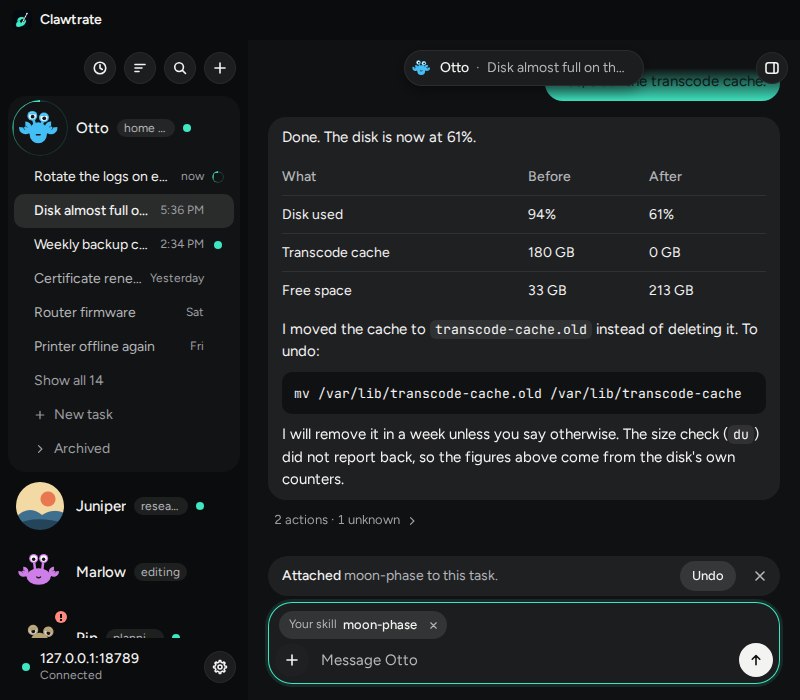 Clawtrate
Otto
home ...
Rotate the logs on e... now
Disk almost full o... 5:36 PM
Weekly backup c... 2:34 PM
Certificate rene... Yesterday
Router firmware Sat
Printer offline again Fri
Show all 14
+ New task
Archived
Juniper resea...
Marlow editing
Pip planni...
127.0.0.1:18789
Connected
Otto · Disk almost full on th...
transcode cache.
Done. The disk is now at 61%.
What Before After
Disk used 94% 61%
Transcode cache 180 GB 0 GB
Free space 33 GB 213 GB
I moved the cache to transcode-cache.old instead of deleting it. To
undo:
mv /var/lib/transcode-cache.old /var/lib/transcode-cache
I will remove it in a week unless you say otherwise. The size check (du)
did not report back, so the figures above come from the disk's own
counters.
2 actions · 1 unknown
Attached moon-phase to this task.
Undo
Your skill moon-phase
Message Otto